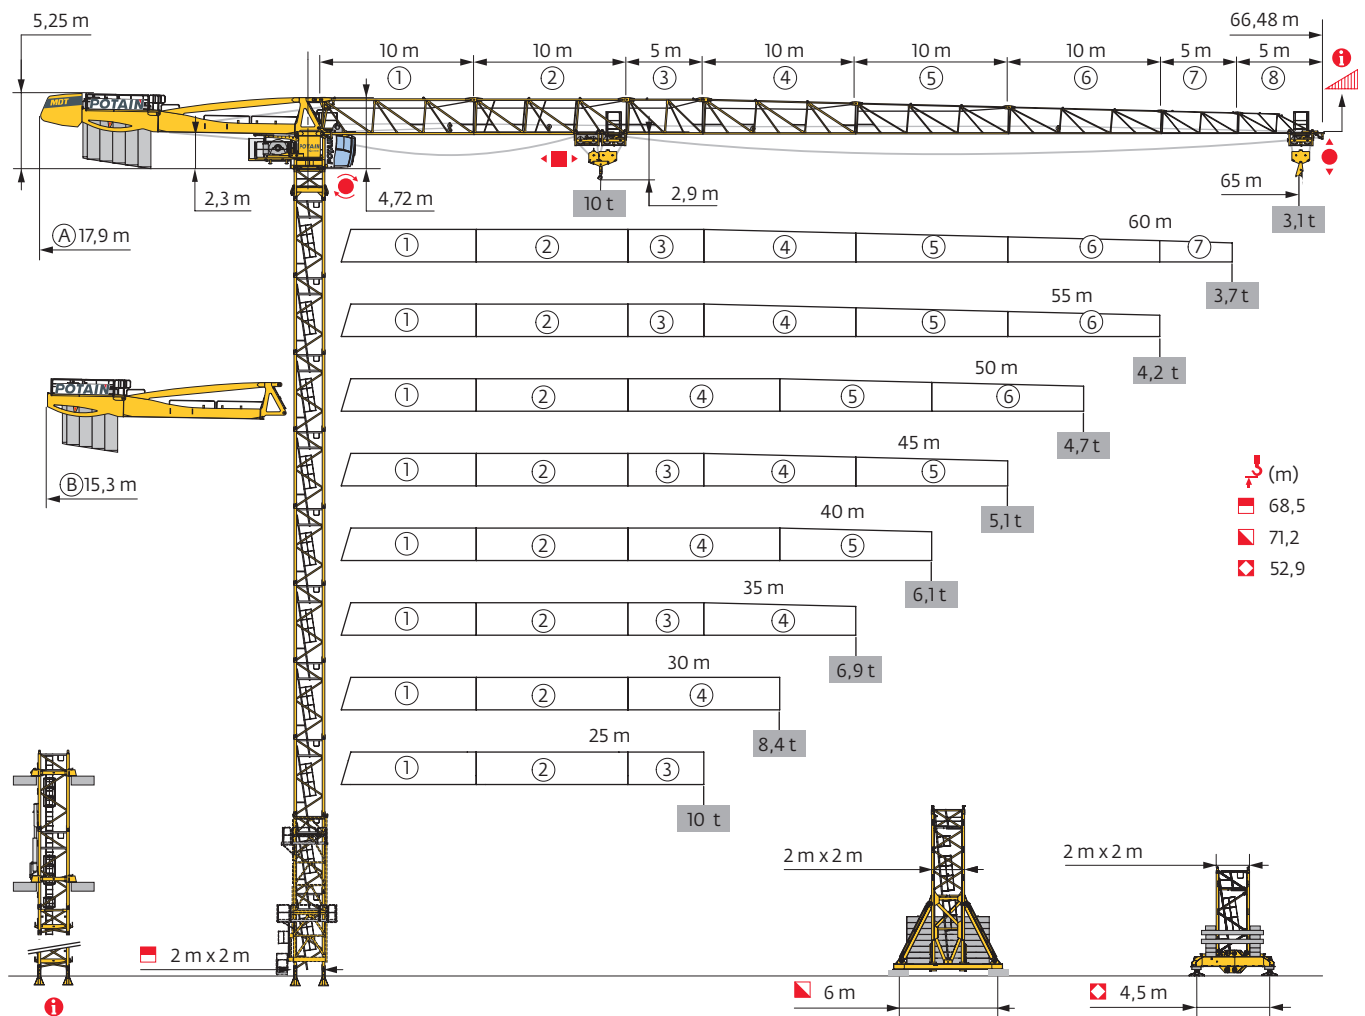 5,25 m
66,48 m
10 m
10 m
5 m
10 m
10 m
10 m
5 m
5 m
1
2
3
4
5
6
7
8
i
MDT
POTAIN
POTAIN
2,3 m
4,72 m
10 t
2,9 m
65 m
3,1 t
A 17,9 m
60 m
1
2
3
4
5
6
7
3,7 t
55 m
1
2
3
4
5
6
4,2 t
POTAIN
50 m
1
2
4
5
6
4,7 t
B 15,3 m
45 m
1
2
3
4
5
5,1 t
(m)
68,5
71,2
52,9
40 m
1
2
4
5
6,1 t
35 m
1
2
3
4
6,9 t
30 m
1
2
4
8,4 t
25 m
1
2
3
10 t
2 m x 2 m
2 m x 2 m
2 m x 2 m
6 m
4,5 m
i